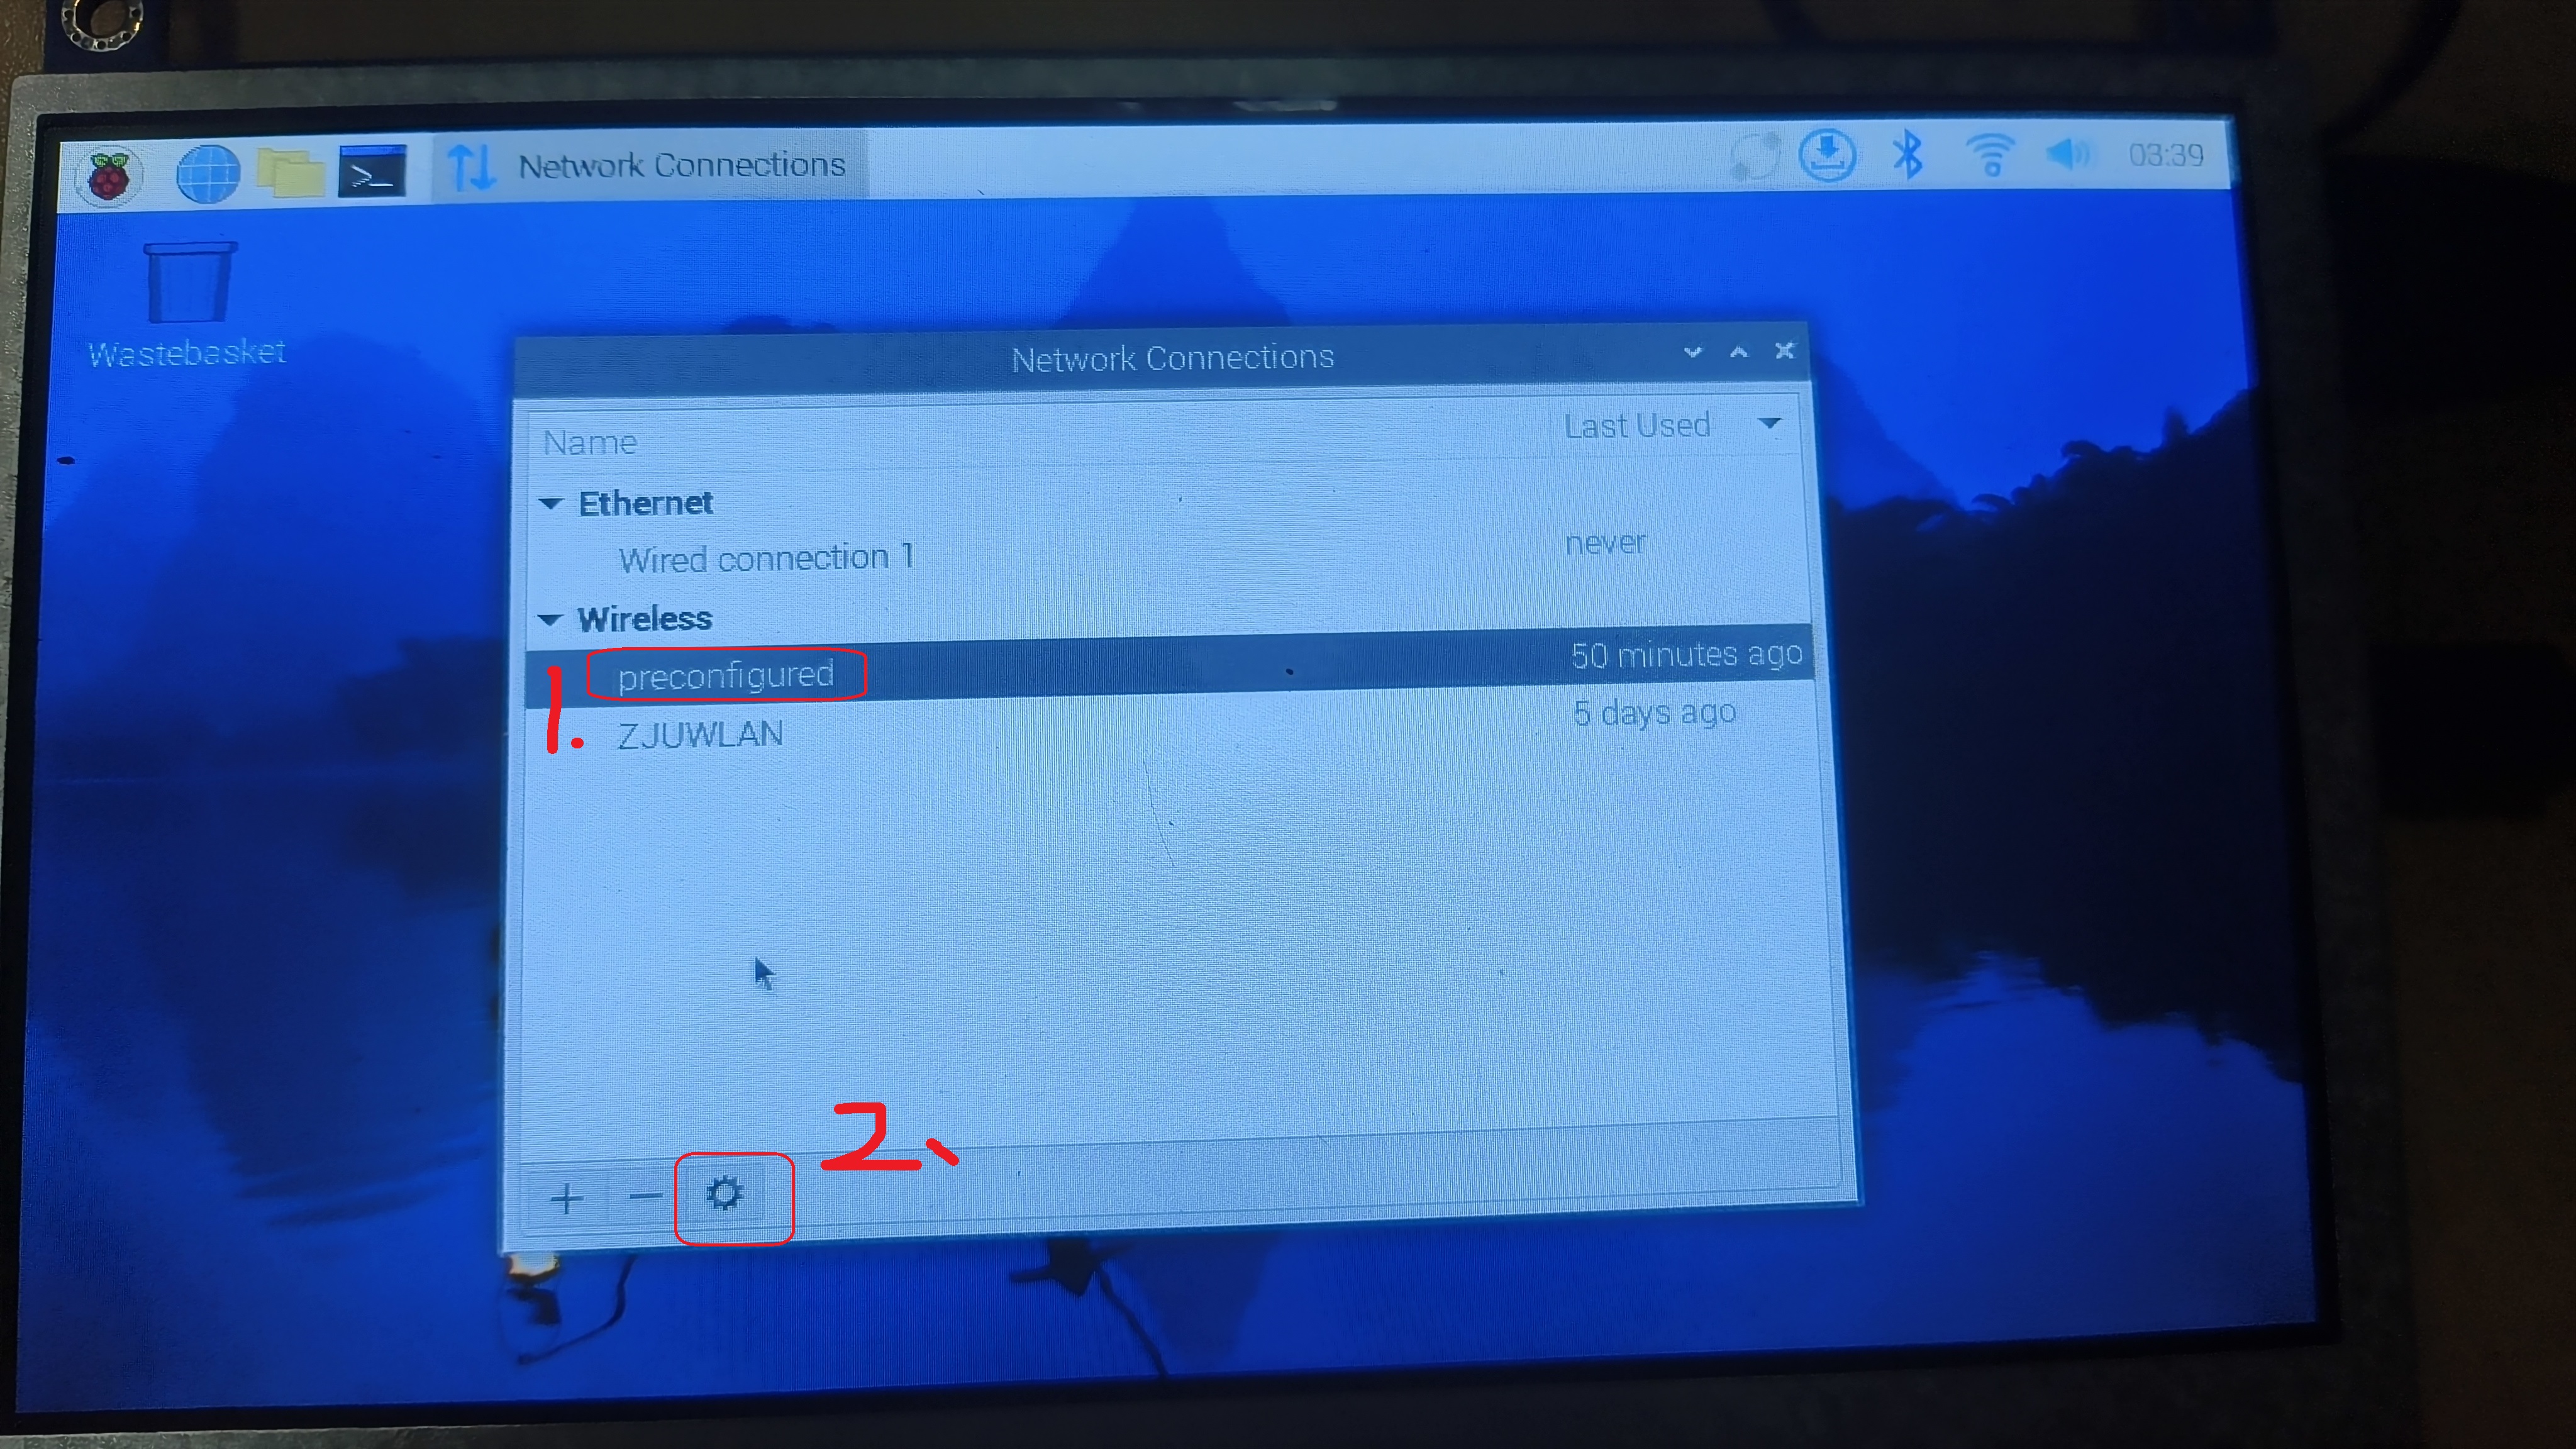 Network Connections
03:39
Wastebasket
Network Connections
Name Last Used
Ethernet
Wired connection 1 never
Wireless
1. preconfigured 50 minutes ago
ZJUWLAN 5 days ago
2、